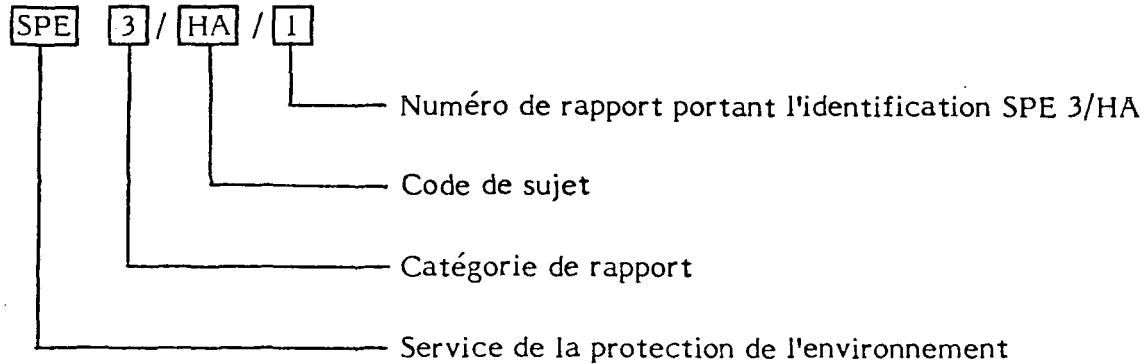 SPE 3 / HA / 1
Numéro de rapport portant l'identification SPE 3/HA
Code de sujet
Catégorie de rapport
Service de la protection de l'environnement